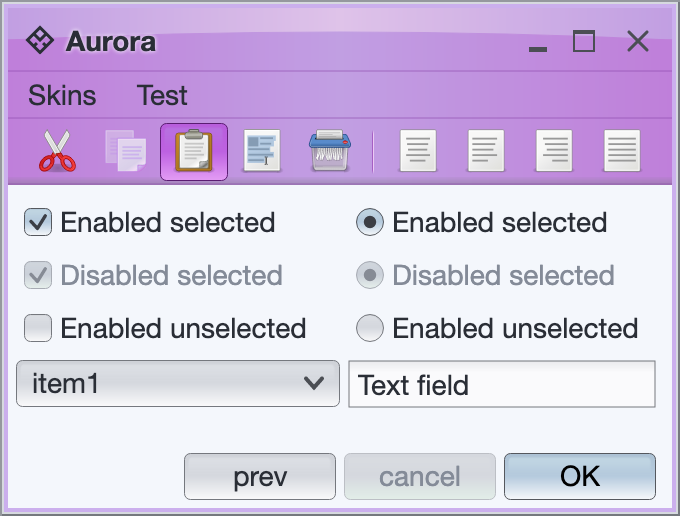 Aurora
Skins Test
Enabled selected Enabled selected
Disabled selected Disabled selected
Enabled unselected Enabled unselected
item1 Text field
prev cancel OK